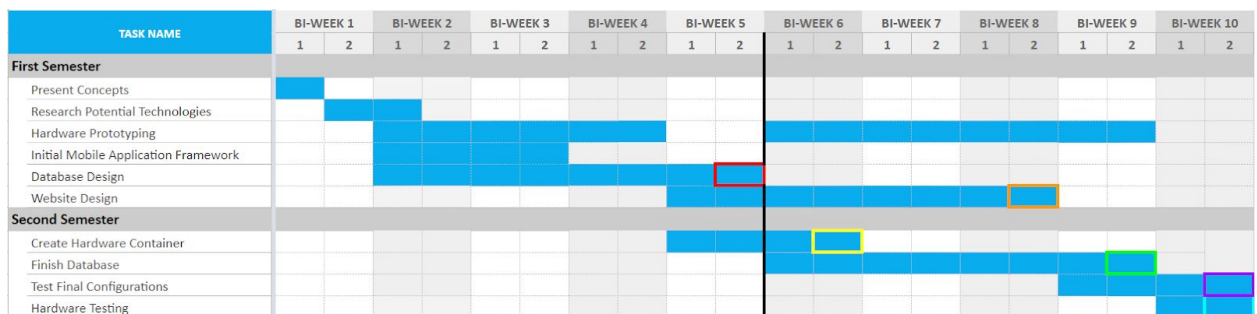 TASK NAME
BI-WEEK 1 BI-WEEK 2 BI-WEEK 3 BI-WEEK 4 BI-WEEK 5 BI-WEEK 6 BI-WEEK 7 BI-WEEK 8 BI-WEEK 9 BI-WEEK 10
1 2 1 2 1 2 1 2 1 2 1 2 1 2 1 2 1 2 1 2
First Semester
Present Concepts
Research Potential Technologies
Hardware Prototyping
Initial Mobile Application Framework
Database Design
Website Design
Second Semester
Create Hardware Container
Finish Database
Test Final Configurations
Hardware Testing